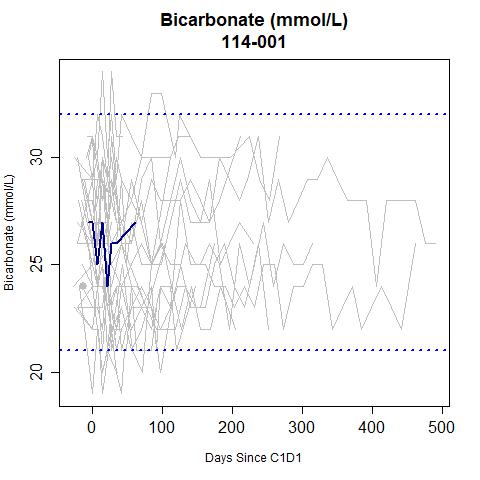 Bicarbonate (mmol/L)
114-001
Bicarbonate (mmol/L)
30
25
20
0 100 200 300 400 500
Days Since C1D1